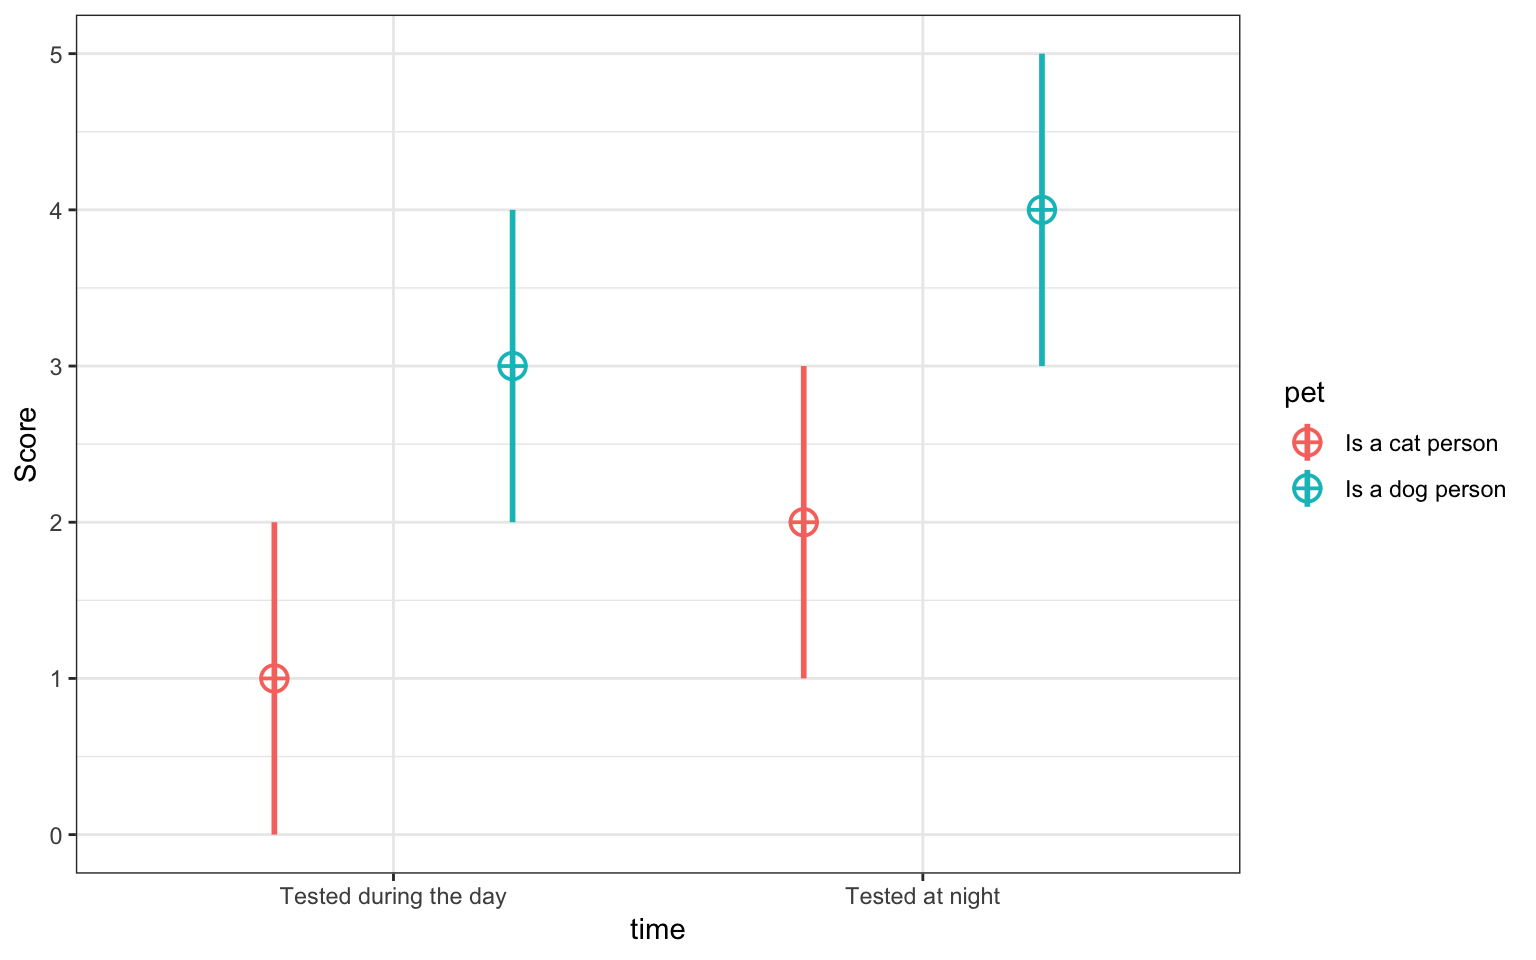 5
4
3
2
1
0
Score
Tested during the day
Tested at night
time
pet
Is a cat person
Is a dog person